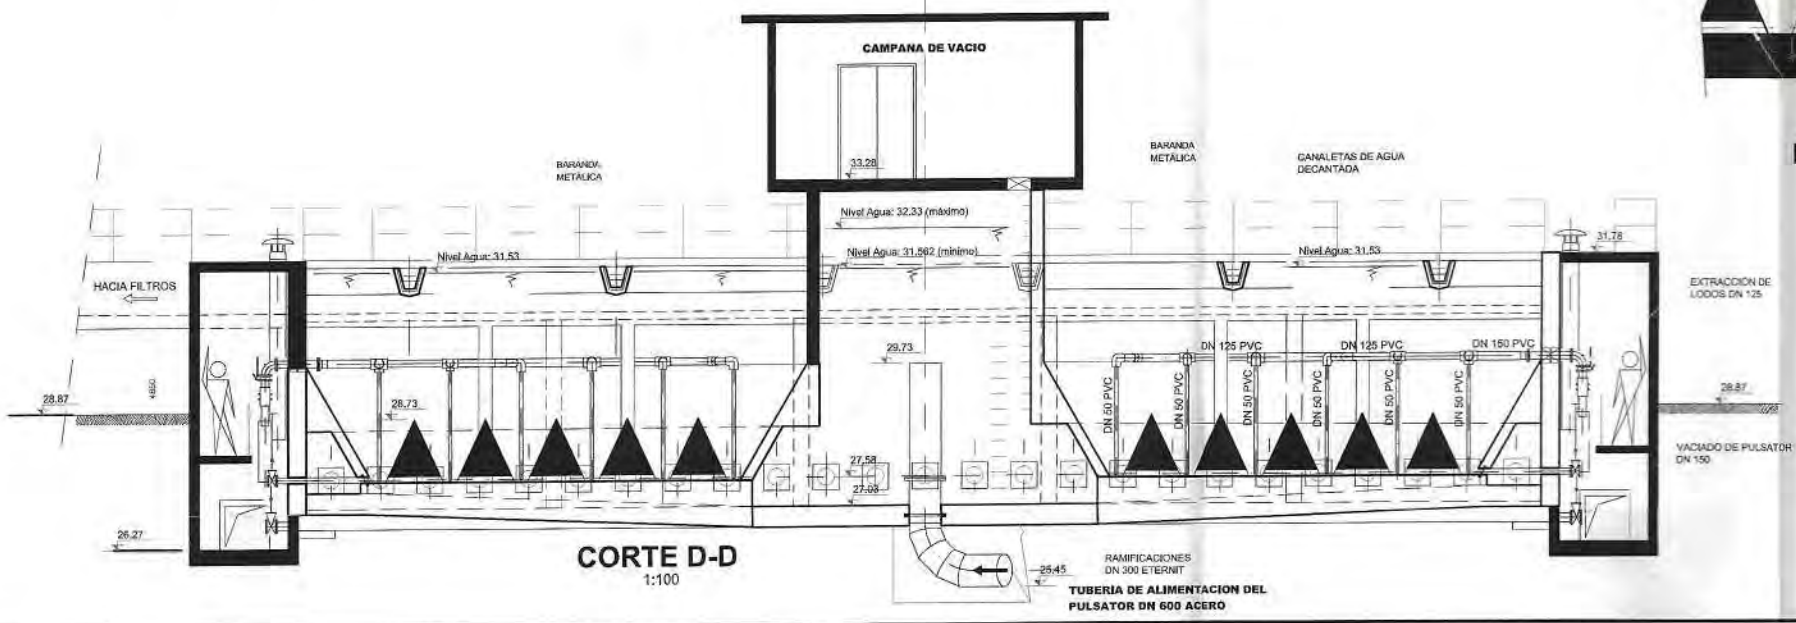 CAMPANA DE VACIO
BARANDA
METÁLICA
BARANDA
METÁLICA
CANALETAS DE AGUA
DECANTADA
33.28
Nivel Agua: 32.33 (máximo)
Nivel Agua: 31.53
Nivel Agua: 31.562 (mínimo)
Nivel Agua: 31.53
31.78
HACIA FILTROS
EXTRACCIÓN DE
LODOS DN 125
29.73
DN 125 PVC
DN 125 PVC
DN 150 PVC
4860
28.87
28.73
DN 50 PVC
DN 50 PVC
DN 50 PVC
DN 50 PVC
DN 50 PVC
DN 50 PVC
28.87
VACIADO DE PULSATOR
DN 150
27.58
27.03
26.27
CORTE D-D
1:100
25.45
RAMIFICACIONES
DN 300 ETERNIT
TUBERIA DE ALIMENTACION DEL
PULSATOR DN 600 ACERO